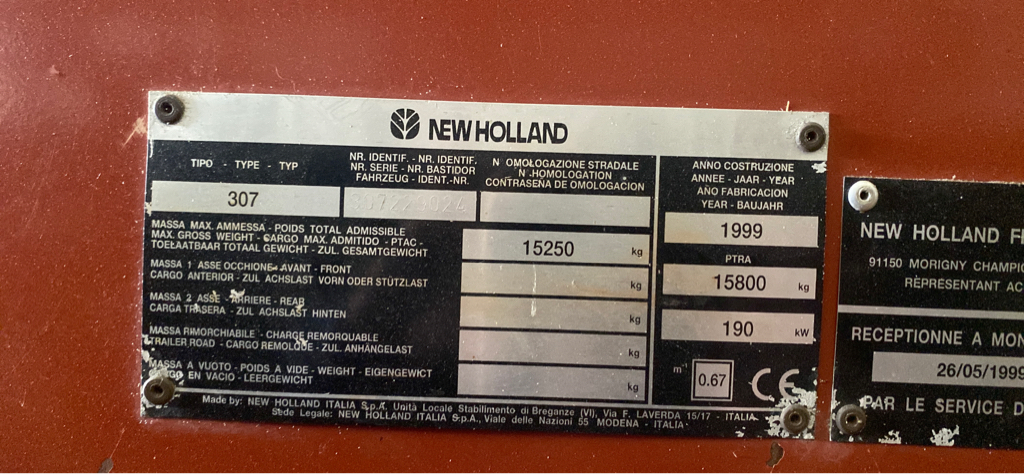 NEW HOLLAND
TIPO - TYPE - TYP
307
NR. IDENTIF. - NR. IDENTIF.
NR. SERIE - NR. BASTIDOR
FAHRZEUG - IDENT.-NR.
N° OMOLOGAZIONE STRADALE
N°.HOMOLOGATION
CONTRASEÑA DE OMOLOGACION
ANNO COSTRUZIONE
ANNEE - JAAR - YEAR
AÑO FABRICACION
YEAR - BAUJAHR
1999
PTRA
15800 kg
190 kW
MASSA MAX. AMMESSA - POIDS TOTAL ADMISSIBLE
MAX. GROSS WEIGHT - CARGO MAX. ADMITIDO - PTAC -
TOELAATBAAR TOTAAL GEWICHT - ZUL. GESAMTGEWICHT
15250 kg
MASSA 1 ASSE OCCHIONE - AVANT - FRONT
CARGO ANTERIOR - ZUL ACHSLAST VORN ODER STÜTZLAST
kg
MASSA 2 ASSE - ARRIERE - REAR
CARGA TRASERA - ZUL ACHSLAST HINTEN
kg
MASSA RIMORCHIABILE - CHARGE REMORQUABLE
TRAILER ROAD - CARGO REMOLQUE - ZUL. ANHÄNGELAST
kg
MASSA A VUOTO - POIDS A VIDE - WEIGHT - EIGENGEWICT
EN VACIO - LEERGEWICHT
kg
m⁻¹ 0.67 CE
Made by: NEW HOLLAND ITALIA S.p.A. Unità Locale Stabilimento di Breganze (VI), Via F. LAVERDA 15/17 - ITALIA
Sede Legale: NEW HOLLAND ITALIA S.p.A., Viale delle Nazioni 55 MODENA - ITALIA
NEW HOLLAND
91150 MORIGNY
REPRESENTANT
RECEPTIONNE A
26/05/1999
PAR LE SERVICE